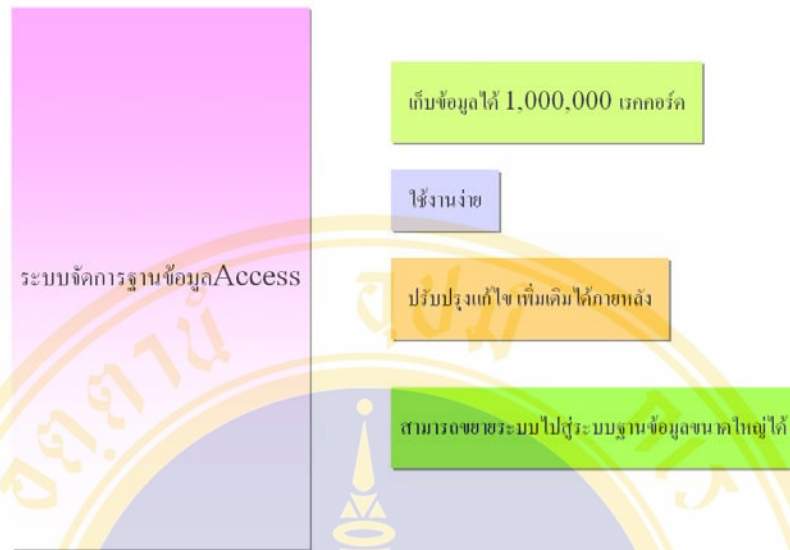 ระบบจัดการฐานข้อมูลAccess
เก็บข้อมูลได้ 1,000,000 เรคคอร์ด
ใช้งานง่าย
ปรับปรุงแก้ไข เพิ่มเติมได้ภายหลัง
สามารถขยายระบบไปสู่ระบบฐานข้อมูลขนาดใหญ่ได้